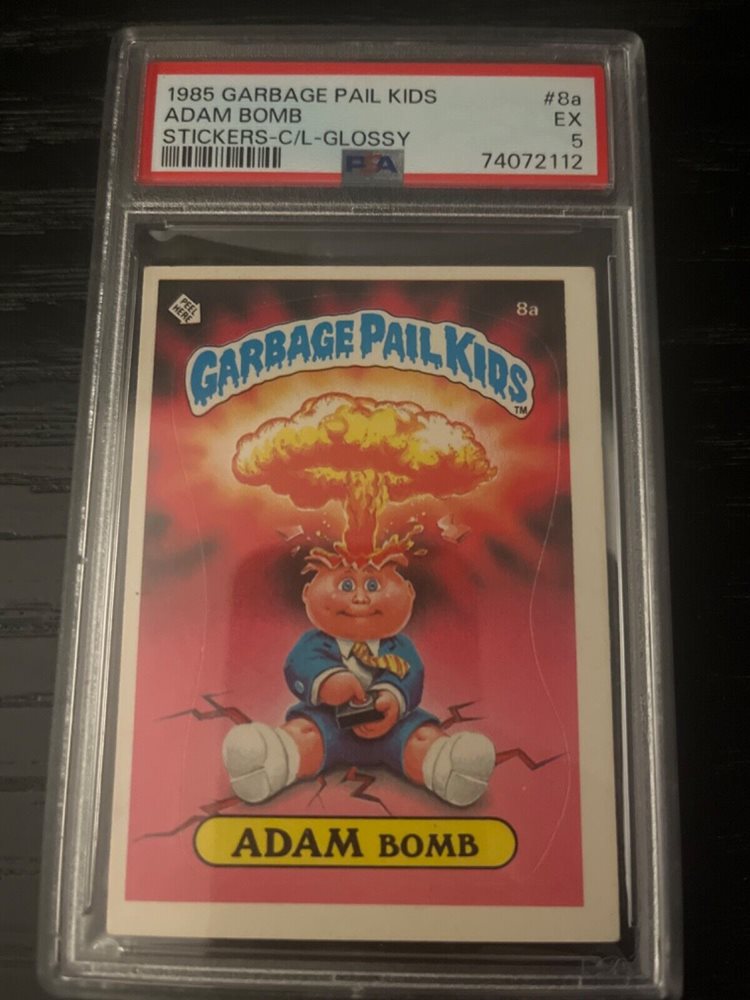 1985 GARBAGE PAIL KIDS #8a
ADAM BOMB EX
STICKERS-C/L-GLOSSY 5
PSA 74072112
PEEL HERE
8a
GARBAGE PAIL KIDS
TM
ADAM BOMB
PSA